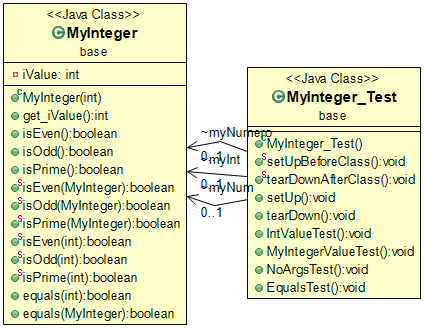 <<Java Class>>
MyInteger
base
iValue: int
MyInteger(int)
get_iValue():int
isEven():boolean
isOdd():boolean
isPrime():boolean
isEven(MyInteger):boolean
isOdd(MyInteger):boolean
isPrime(MyInteger):boolean
isEven(int):boolean
isOdd(int):boolean
isPrime(int):boolean
equals(int):boolean
equals(MyInteger):boolean
~myNumero
0..1
~myInt
0..1
~myNum
0..1
<<Java Class>>
MyInteger_Test
base
MyInteger_Test()
setUpBeforeClass():void
tearDownAfterClass():void
setUp():void
tearDown():void
IntValueTest():void
MyIntegerValueTest():void
NoArgsTest():void
EqualsTest():void